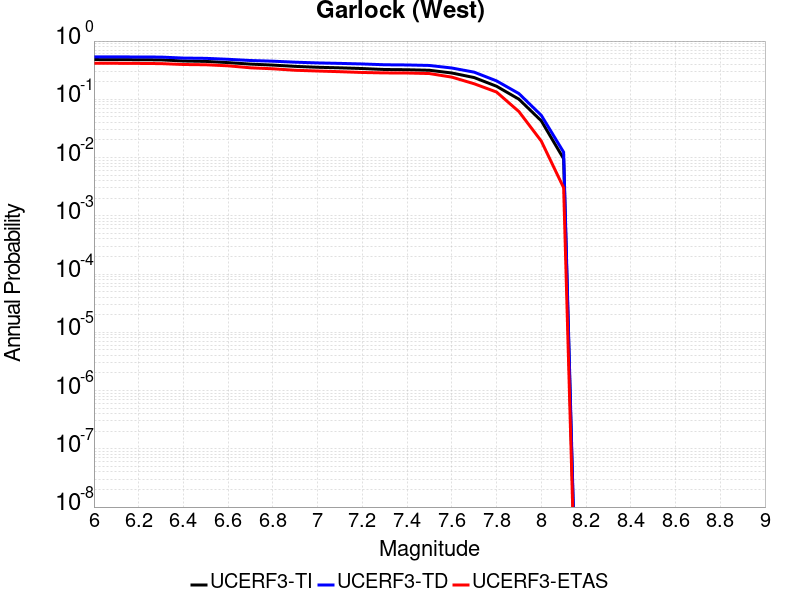 Garlock (West)
10^0
10^-1
10^-2
10^-3
10^-4
10^-5
10^-6
10^-7
10^-8
Annual Probability
6 6.2 6.4 6.6 6.8 7 7.2 7.4 7.6 7.8 8 8.2 8.4 8.6 8.8 9
Magnitude
UCERF3-TI UCERF3-TD UCERF3-ETAS